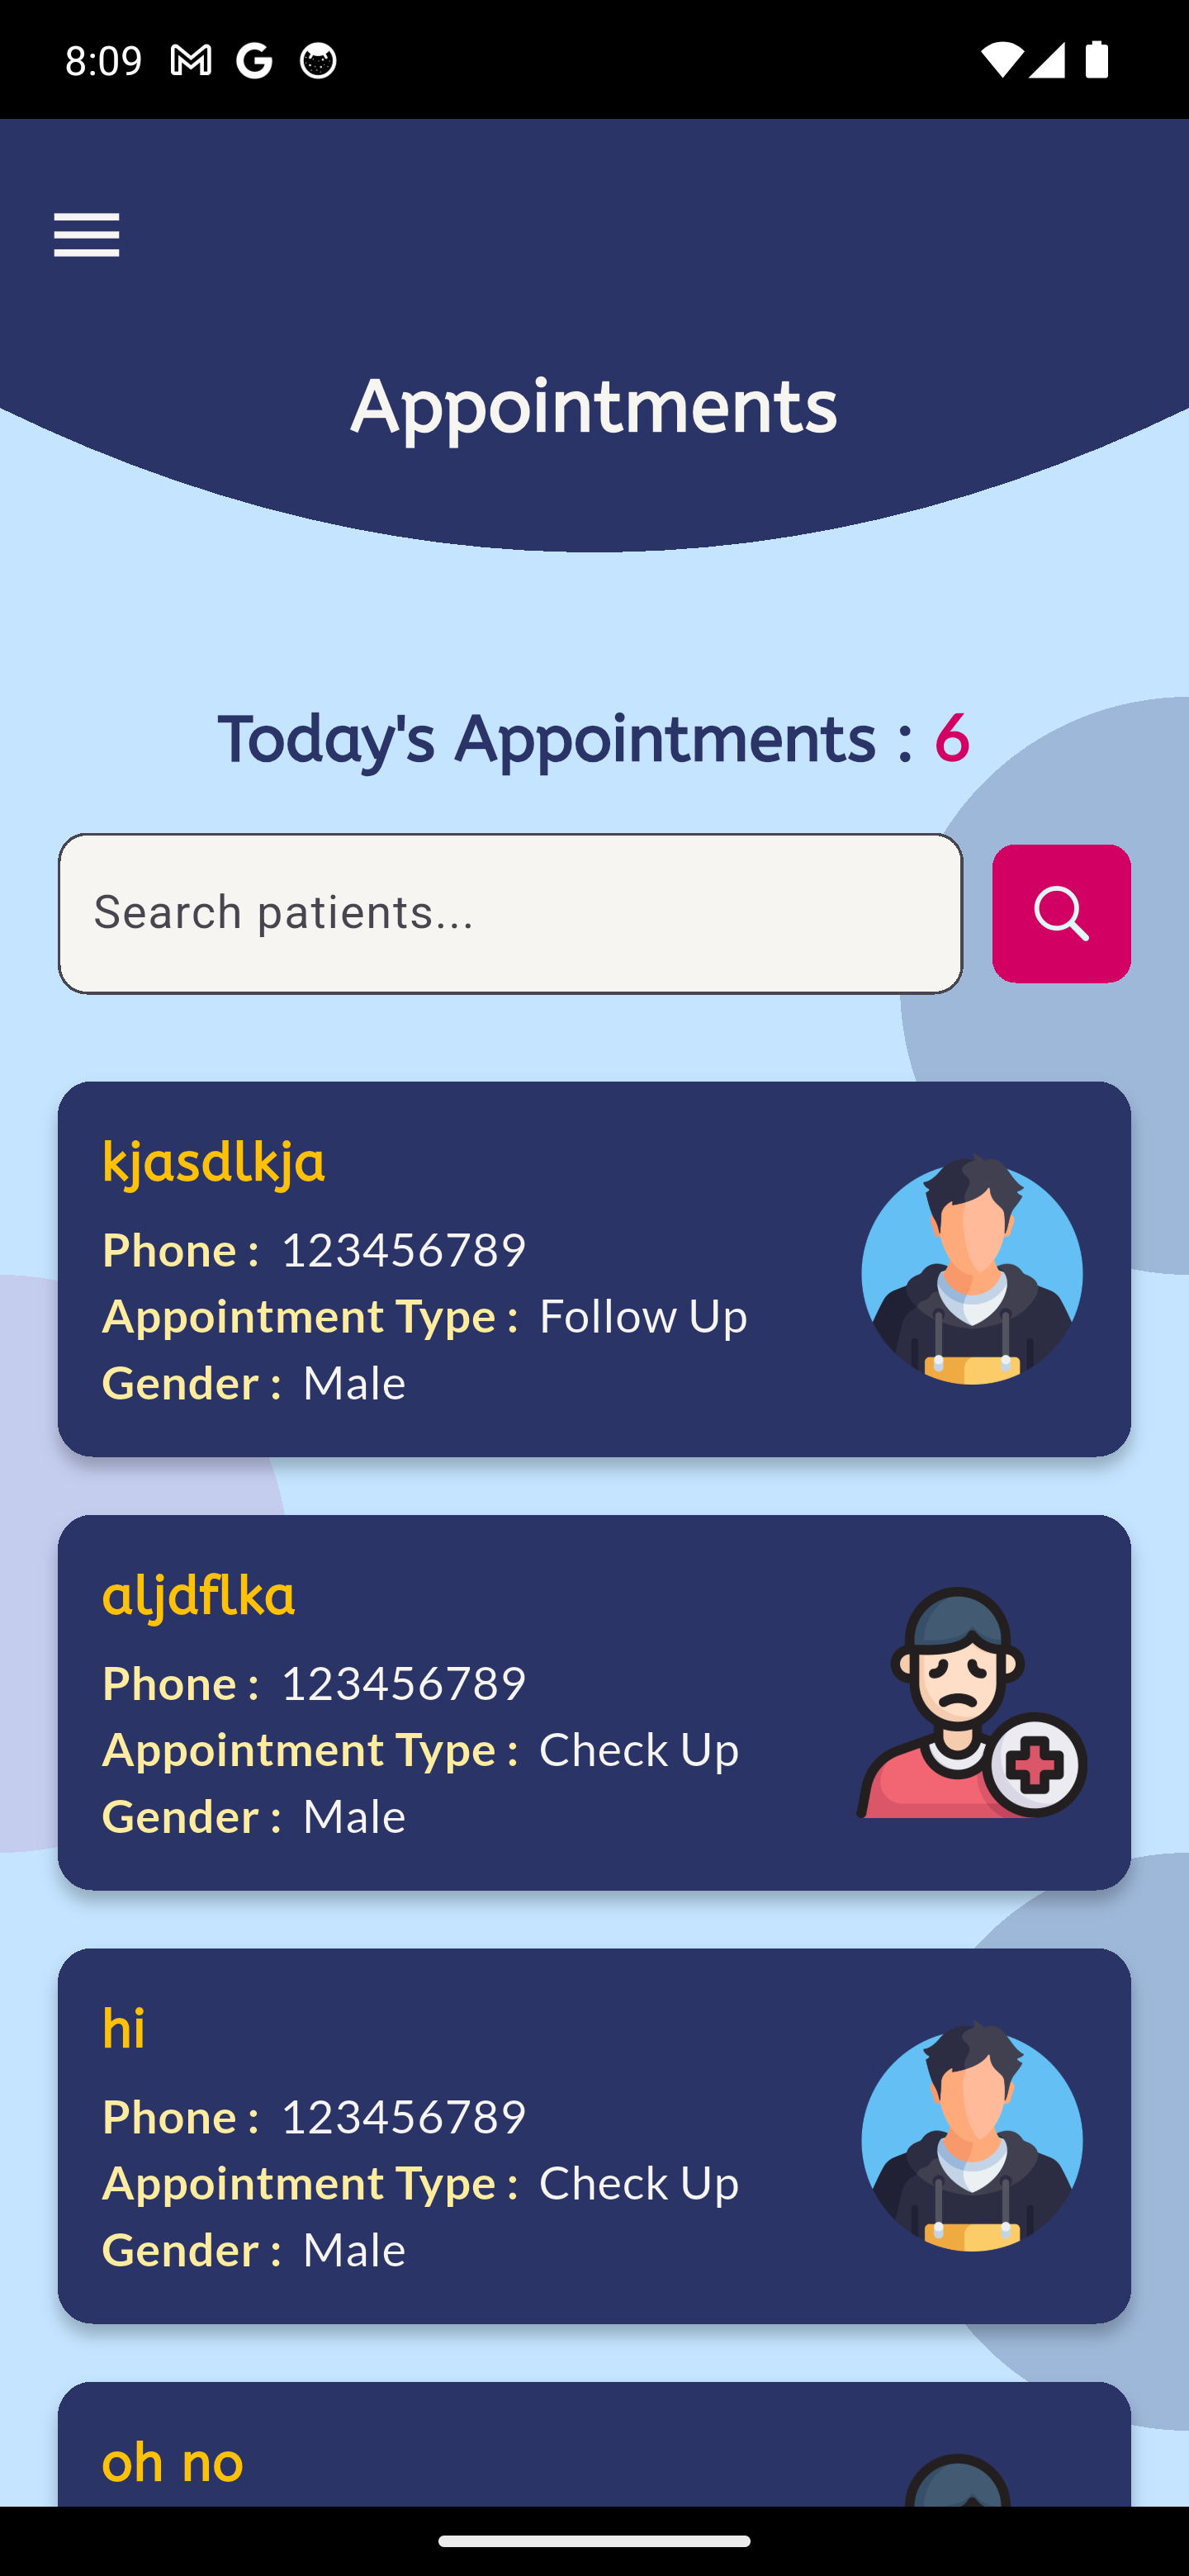 8:09
Appointments
Today's Appointments : 6
Search patients...
kjasdlkja
Phone : 123456789
Appointment Type : Follow Up
Gender : Male
aljdflka
Phone : 123456789
Appointment Type : Check Up
Gender : Male
hi
Phone : 123456789
Appointment Type : Check Up
Gender : Male
oh no